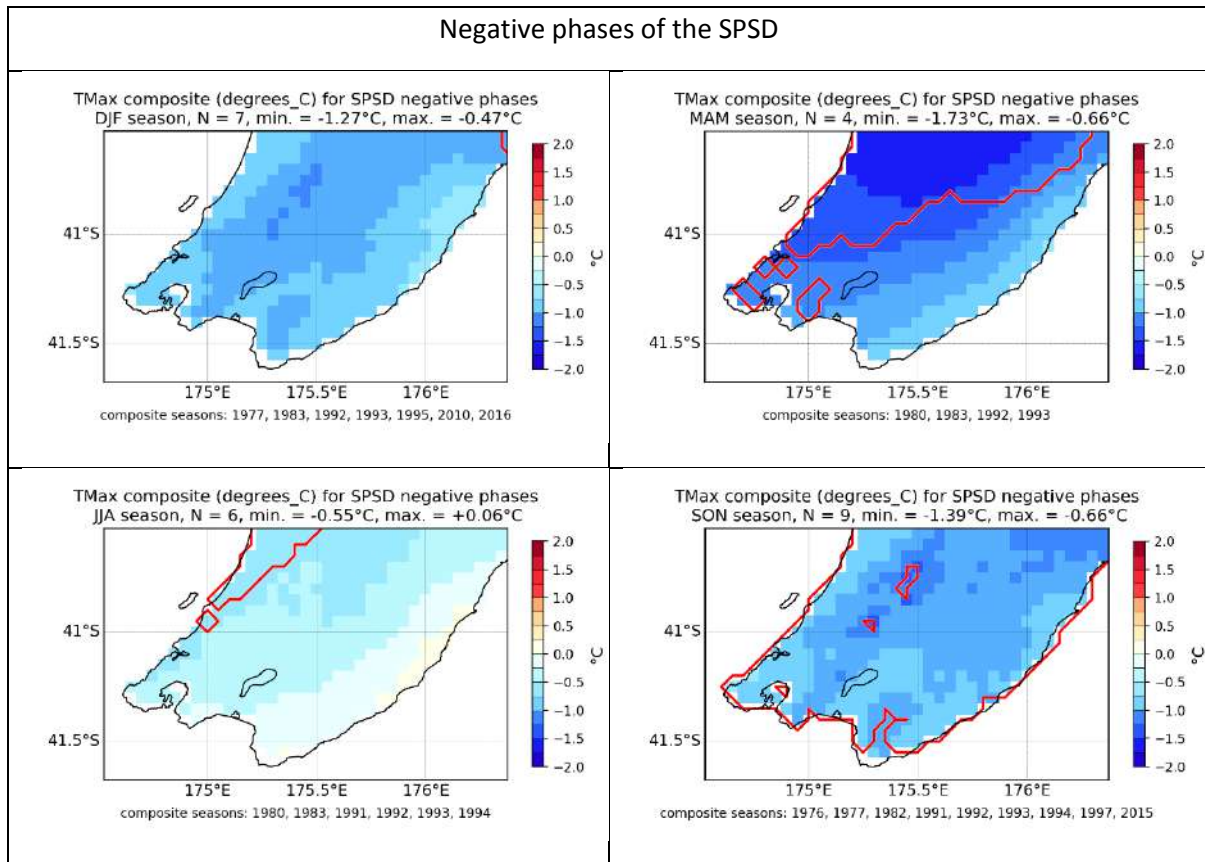 Negative phases of the SPSD
TMax composite (degrees_C) for SPSD negative phases
DJF season, N = 7, min. = -1.27°C, max. = -0.47°C
2.0
1.5
1.0
0.5
0.0
−0.5
−1.0
−1.5
−2.0
°C
41°S
41.5°S
175°E
175.5°E
176°E
composite seasons: 1977, 1983, 1992, 1993, 1995, 2010, 2016
TMax composite (degrees_C) for SPSD negative phases
MAM season, N = 4, min. = -1.73°C, max. = -0.66°C
2.0
1.5
1.0
0.5
0.0
−0.5
−1.0
−1.5
−2.0
°C
41°S
41.5°S
175°E
175.5°E
176°E
composite seasons: 1980, 1983, 1992, 1993
TMax composite (degrees_C) for SPSD negative phases
JJA season, N = 6, min. = -0.55°C, max. = +0.06°C
2.0
1.5
1.0
0.5
0.0
−0.5
−1.0
−1.5
−2.0
°C
41°S
41.5°S
175°E
175.5°E
176°E
composite seasons: 1980, 1983, 1991, 1992, 1993, 1994
TMax composite (degrees_C) for SPSD negative phases
SON season, N = 9, min. = -1.39°C, max. = -0.66°C
2.0
1.5
1.0
0.5
0.0
−0.5
−1.0
−1.5
−2.0
°C
41°S
41.5°S
175°E
175.5°E
176°E
composite seasons: 1976, 1977, 1982, 1991, 1992, 1993, 1994, 1997, 2015